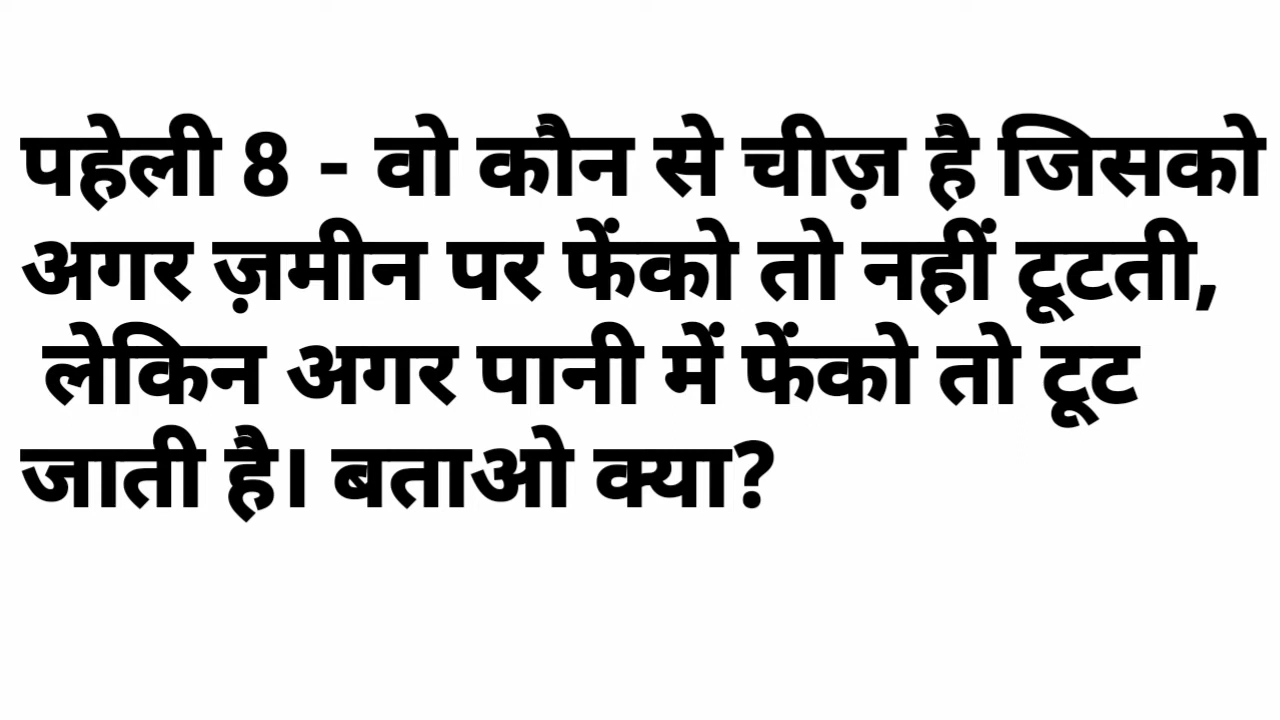 पहेली 8 - वो कौन से चीज़ है जिसको
अगर ज़मीन पर फेंको तो नहीं टूटती,
लेकिन अगर पानी में फेंको तो टूट
जाती है। बताओ क्या?